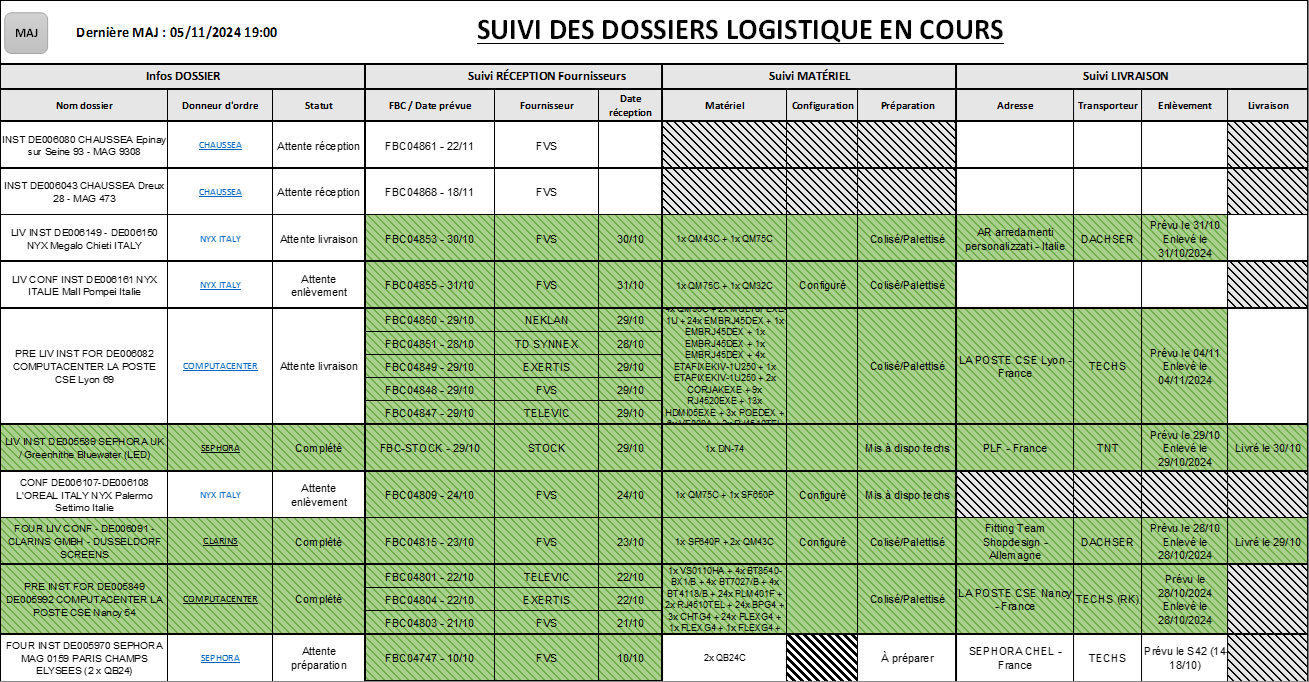 MAJ
Dernière MAJ : 05/11/2024 19:00
SUIVI DES DOSSIERS LOGISTIQUE EN COURS
Infos DOSSIER
Suivi RÉCEPTION Fournisseurs
Suivi MATÉRIEL
Suivi LIVRAISON
Nom dossier
Donneur d'ordre
Statut
FBC / Date prévue
Fournisseur
Date
réception
Matériel
Configuration
Préparation
Adresse
Transporteur
Enlèvement
Livraison
INST DE006080 CHAUSSEA Epinay
sur Seine 93 - MAG 9308
CHAUSSEA
Attente réception
FBC04861 - 22/11
FVS
INST DE006043 CHAUSSEA Dreux
28 - MAG 473
CHAUSSEA
Attente réception
FBC04868 - 18/11
FVS
LIV INST DE006149 - DE006150
NYX Megalo Chieti ITALY
NYX ITALY
Attente livraison
FBC04853 - 30/10
FVS
30/10
1x QM43C + 1x QM75C
Colisé/Palettisé
AR arredamenti
personalizzati - Italie
DACHSER
Prévu le 31/10
Enlevé le
31/10/2024
LIV CONF INST DE006161 NYX
ITALIE Mall Pompei Italie
NYX ITALY
Attente
enlèvement
FBC04855 - 31/10
FVS
31/10
1x QM75C + 1x QM32C
Configuré
Colisé/Palettisé
PRE LIV INST FOR DE006082
COMPUTACENTER LA POSTE
CSE Lyon 69
COMPUTACENTER
Attente livraison
FBC04850 - 29/10
NEKLAN
29/10
FBC04851 - 28/10
TD SYNNEX
28/10
FBC04849 - 29/10
EXERTIS
29/10
FBC04848 - 29/10
FVS
29/10
FBC04847 - 29/10
TELEVIC
29/10
1U + 24x EMBRJ45DEX + 1x
EMBRJ45DEX + 1x
EMBRJ45DEX + 1x
EMBRJ45DEX + 4x
ETAFIXEKIV-1U250 + 1x
ETAFIXEKIV-1U250 + 2x
CORJAKEXE + 9x
RJ4520EXE + 13x
HDMI05EXE + 3x POEDEX +
Colisé/Palettisé
LA POSTE CSE Lyon -
France
TECHS
Prévu le 04/11
Enlevé le
04/11/2024
LIV INST DE005589 SEPHORA UK
/ Greenhithe Bluewater (LED)
SEPHORA
Complété
FBC-STOCK - 29/10
STOCK
29/10
1x DN-74
Mis à dispo techs
PLF - France
TNT
Prévu le 29/10
Enlevé le
29/10/2024
Livré le 30/10
CONF DE006107-DE006108
L'OREAL ITALY NYX Palermo
Settimo Italie
NYX ITALY
Attente
enlèvement
FBC04809 - 24/10
FVS
24/10
1x QM75C + 1x SF650P
Configuré
Mis à dispo techs
FOUR LIV CONF - DE006091 -
CLARINS GMBH - DUSSELDORF
SCREENS
CLARINS
Complété
FBC04815 - 23/10
FVS
23/10
1x SF640P + 2x QM43C
Configuré
Colisé/Palettisé
Fitting Team
Shopdesign -
Allemagne
DACHSER
Prévu le 28/10
Enlevé le
28/10/2024
Livré le 29/10
PRE INST FOR DE005849
DE005992 COMPUTACENTER LA
POSTE CSE Nancy 54
COMPUTACENTER
Complété
FBC04801 - 22/10
TELEVIC
22/10
FBC04804 - 22/10
EXERTIS
22/10
FBC04803 - 21/10
FVS
21/10
1x VS0110HA + 4x BT8540-
BX1/B + 4x BT7027/B + 4x
BT4118/B + 24x PLM401F +
2x RJ4510TEL + 24x BPG4 +
3x CHTG4 + 24x FLEXG4 +
1x FLEXG4 + 1x FLEXG4 +
Colisé/Palettisé
LA POSTE CSE Nancy
- France
TECHS (RK)
Prévu le
28/10/2024
Enlevé le
28/10/2024
FOUR INST DE005970 SEPHORA
MAG 0159 PARIS CHAMPS
ELYSEES (2 x QB24)
SEPHORA
Attente
préparation
FBC04747 - 10/10
FVS
10/10
2x QB24C
À préparer
SEPHORA CHEL -
France
TECHS
Prévu le S42 (14-
18/10)